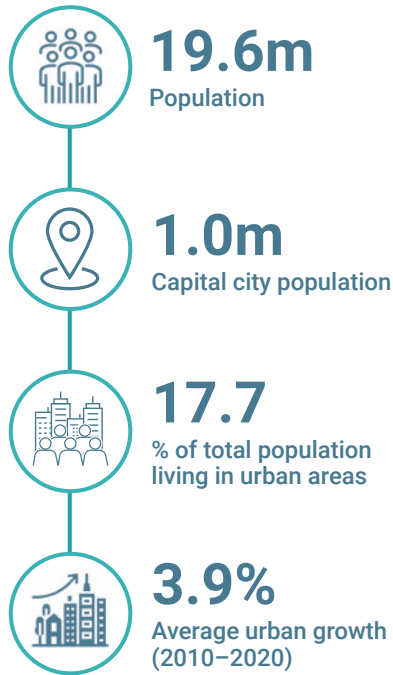 19.6m
Population
1.0m
Capital city population
17.7
% of total population
living in urban areas
3.9%
Average urban growth
(2010–2020)